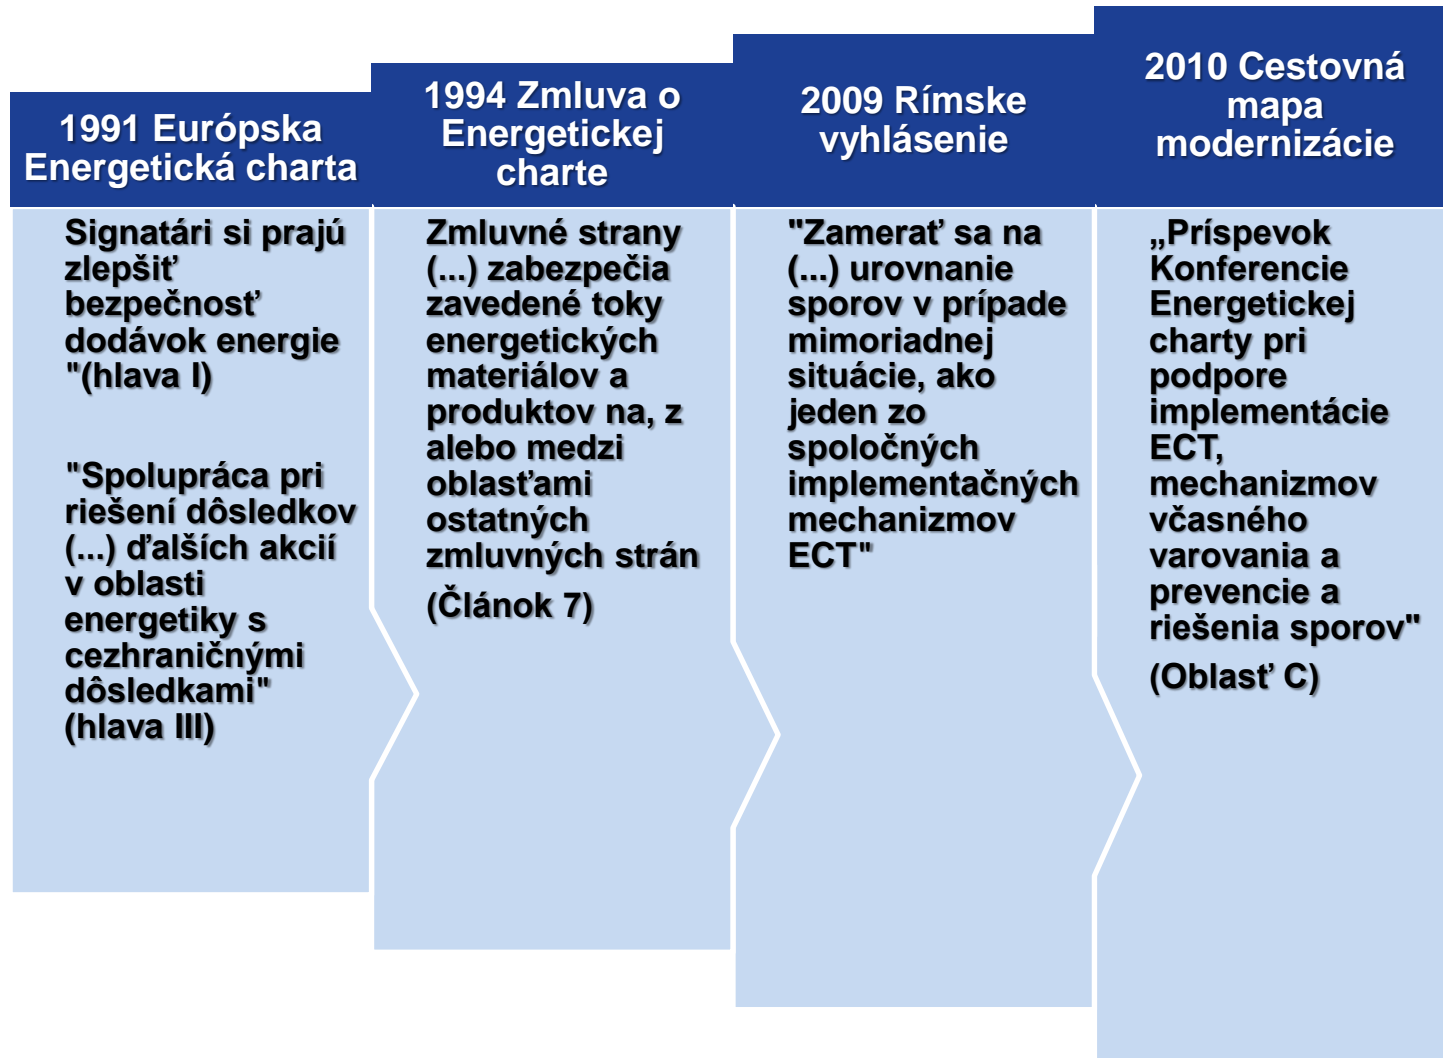 1991 Európska
Energetická charta
Signatári si prajú
zlepšiť
bezpečnosť
dodávok energie
"(hlava I)
"Spolupráca pri
riešení dôsledkov
(...) ďalších akcií
v oblasti
energetiky s
cezhraničnými
dôsledkami"
(hlava III)
1994 Zmluva o
Energetickej
charte
Zmluvné strany
(...) zabezpečia
zavedené toky
energetických
materiálov a
produktov na, z
alebo medzi
oblasťami
ostatných
zmluvných strán
(Článok 7)
2009 Rímske
vyhlásenie
"Zamerať sa na
(...) urovnanie
sporov v prípade
mimoriadnej
situácie, ako
jeden zo
spoločných
implementačných
mechanizmov
ECT"
2010 Cestovná
mapa
modernizácie
„Príspevok
Konferencie
Energetickej
charty pri
podpore
implementácie
ECT,
mechanizmov
včasného
varovania a
prevencie a
riešenia sporov"
(Oblasť C)